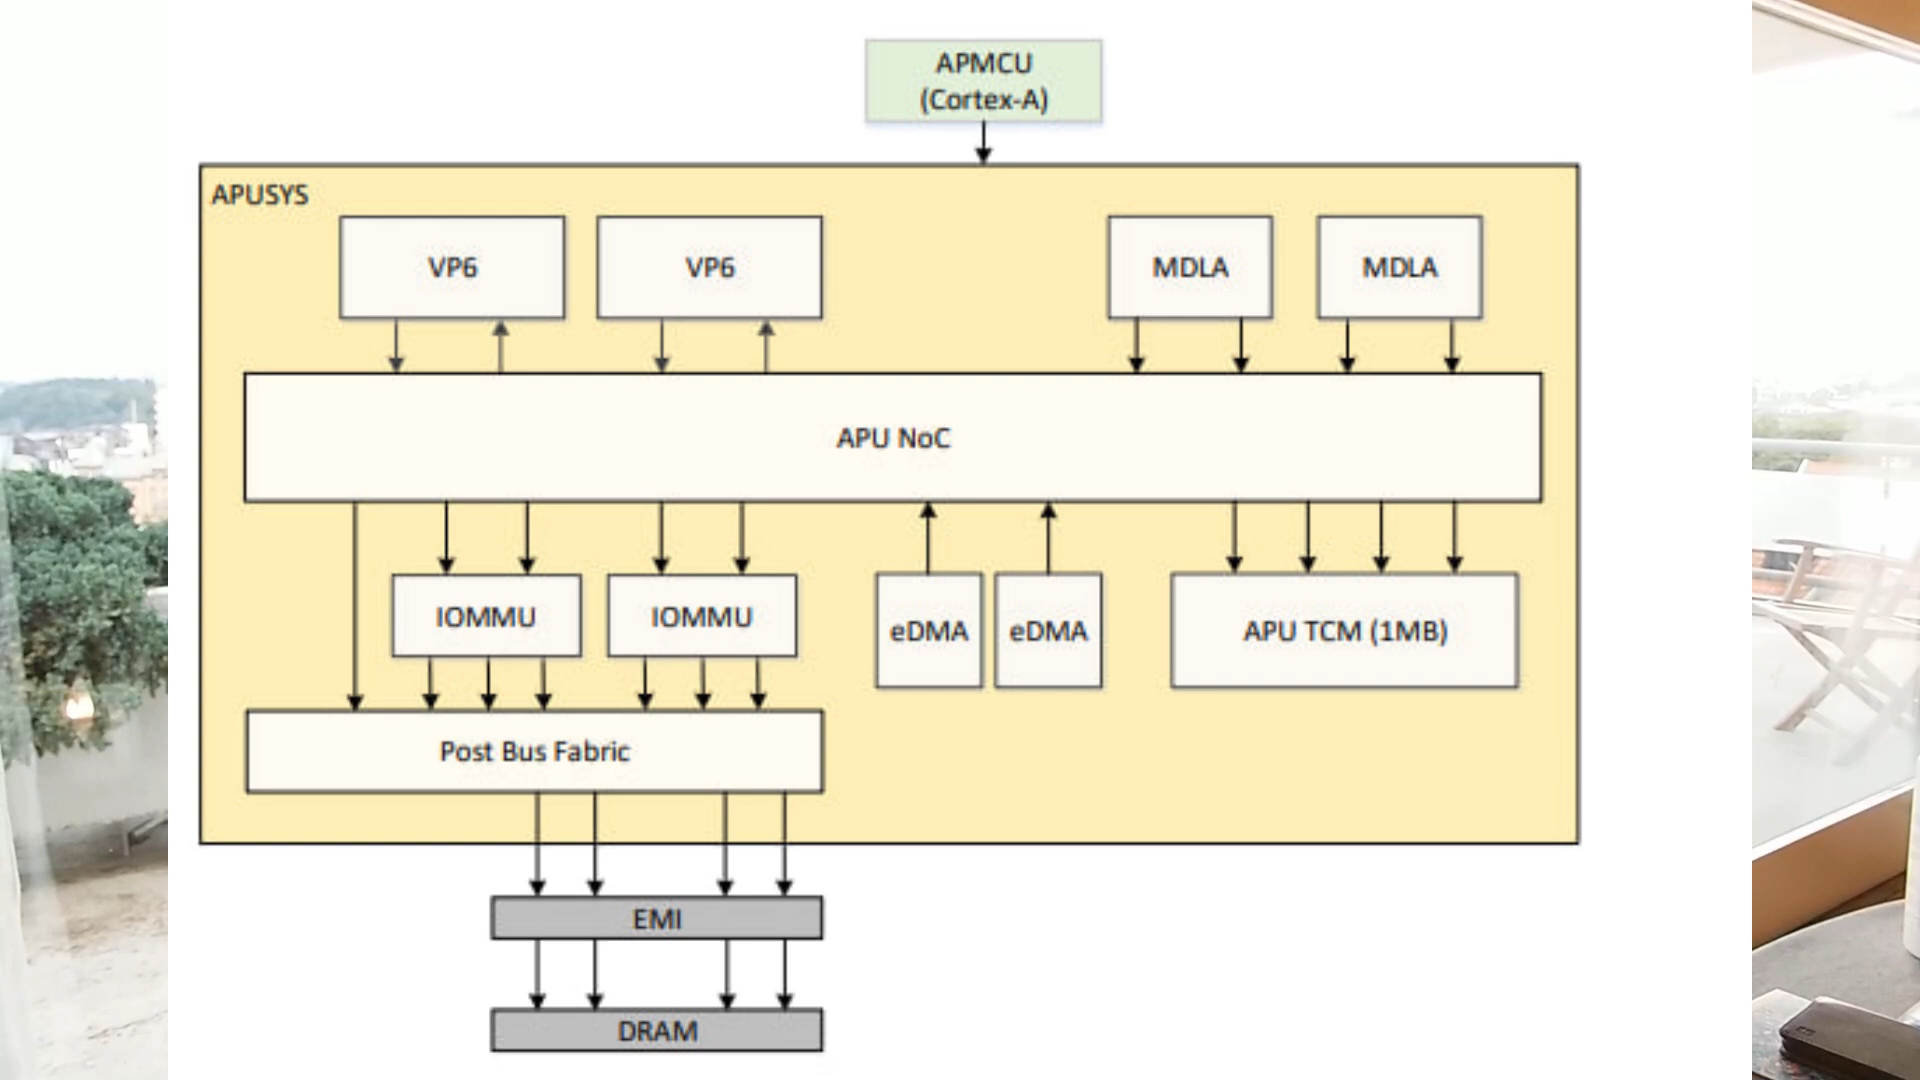 APMCU
(Cortex-A)
APUSYS
VP6
VP6
MDLA
MDLA
APU NoC
IOMMU
IOMMU
eDMA
eDMA
APU TCM (1MB)
Post Bus Fabric
EMI
DRAM